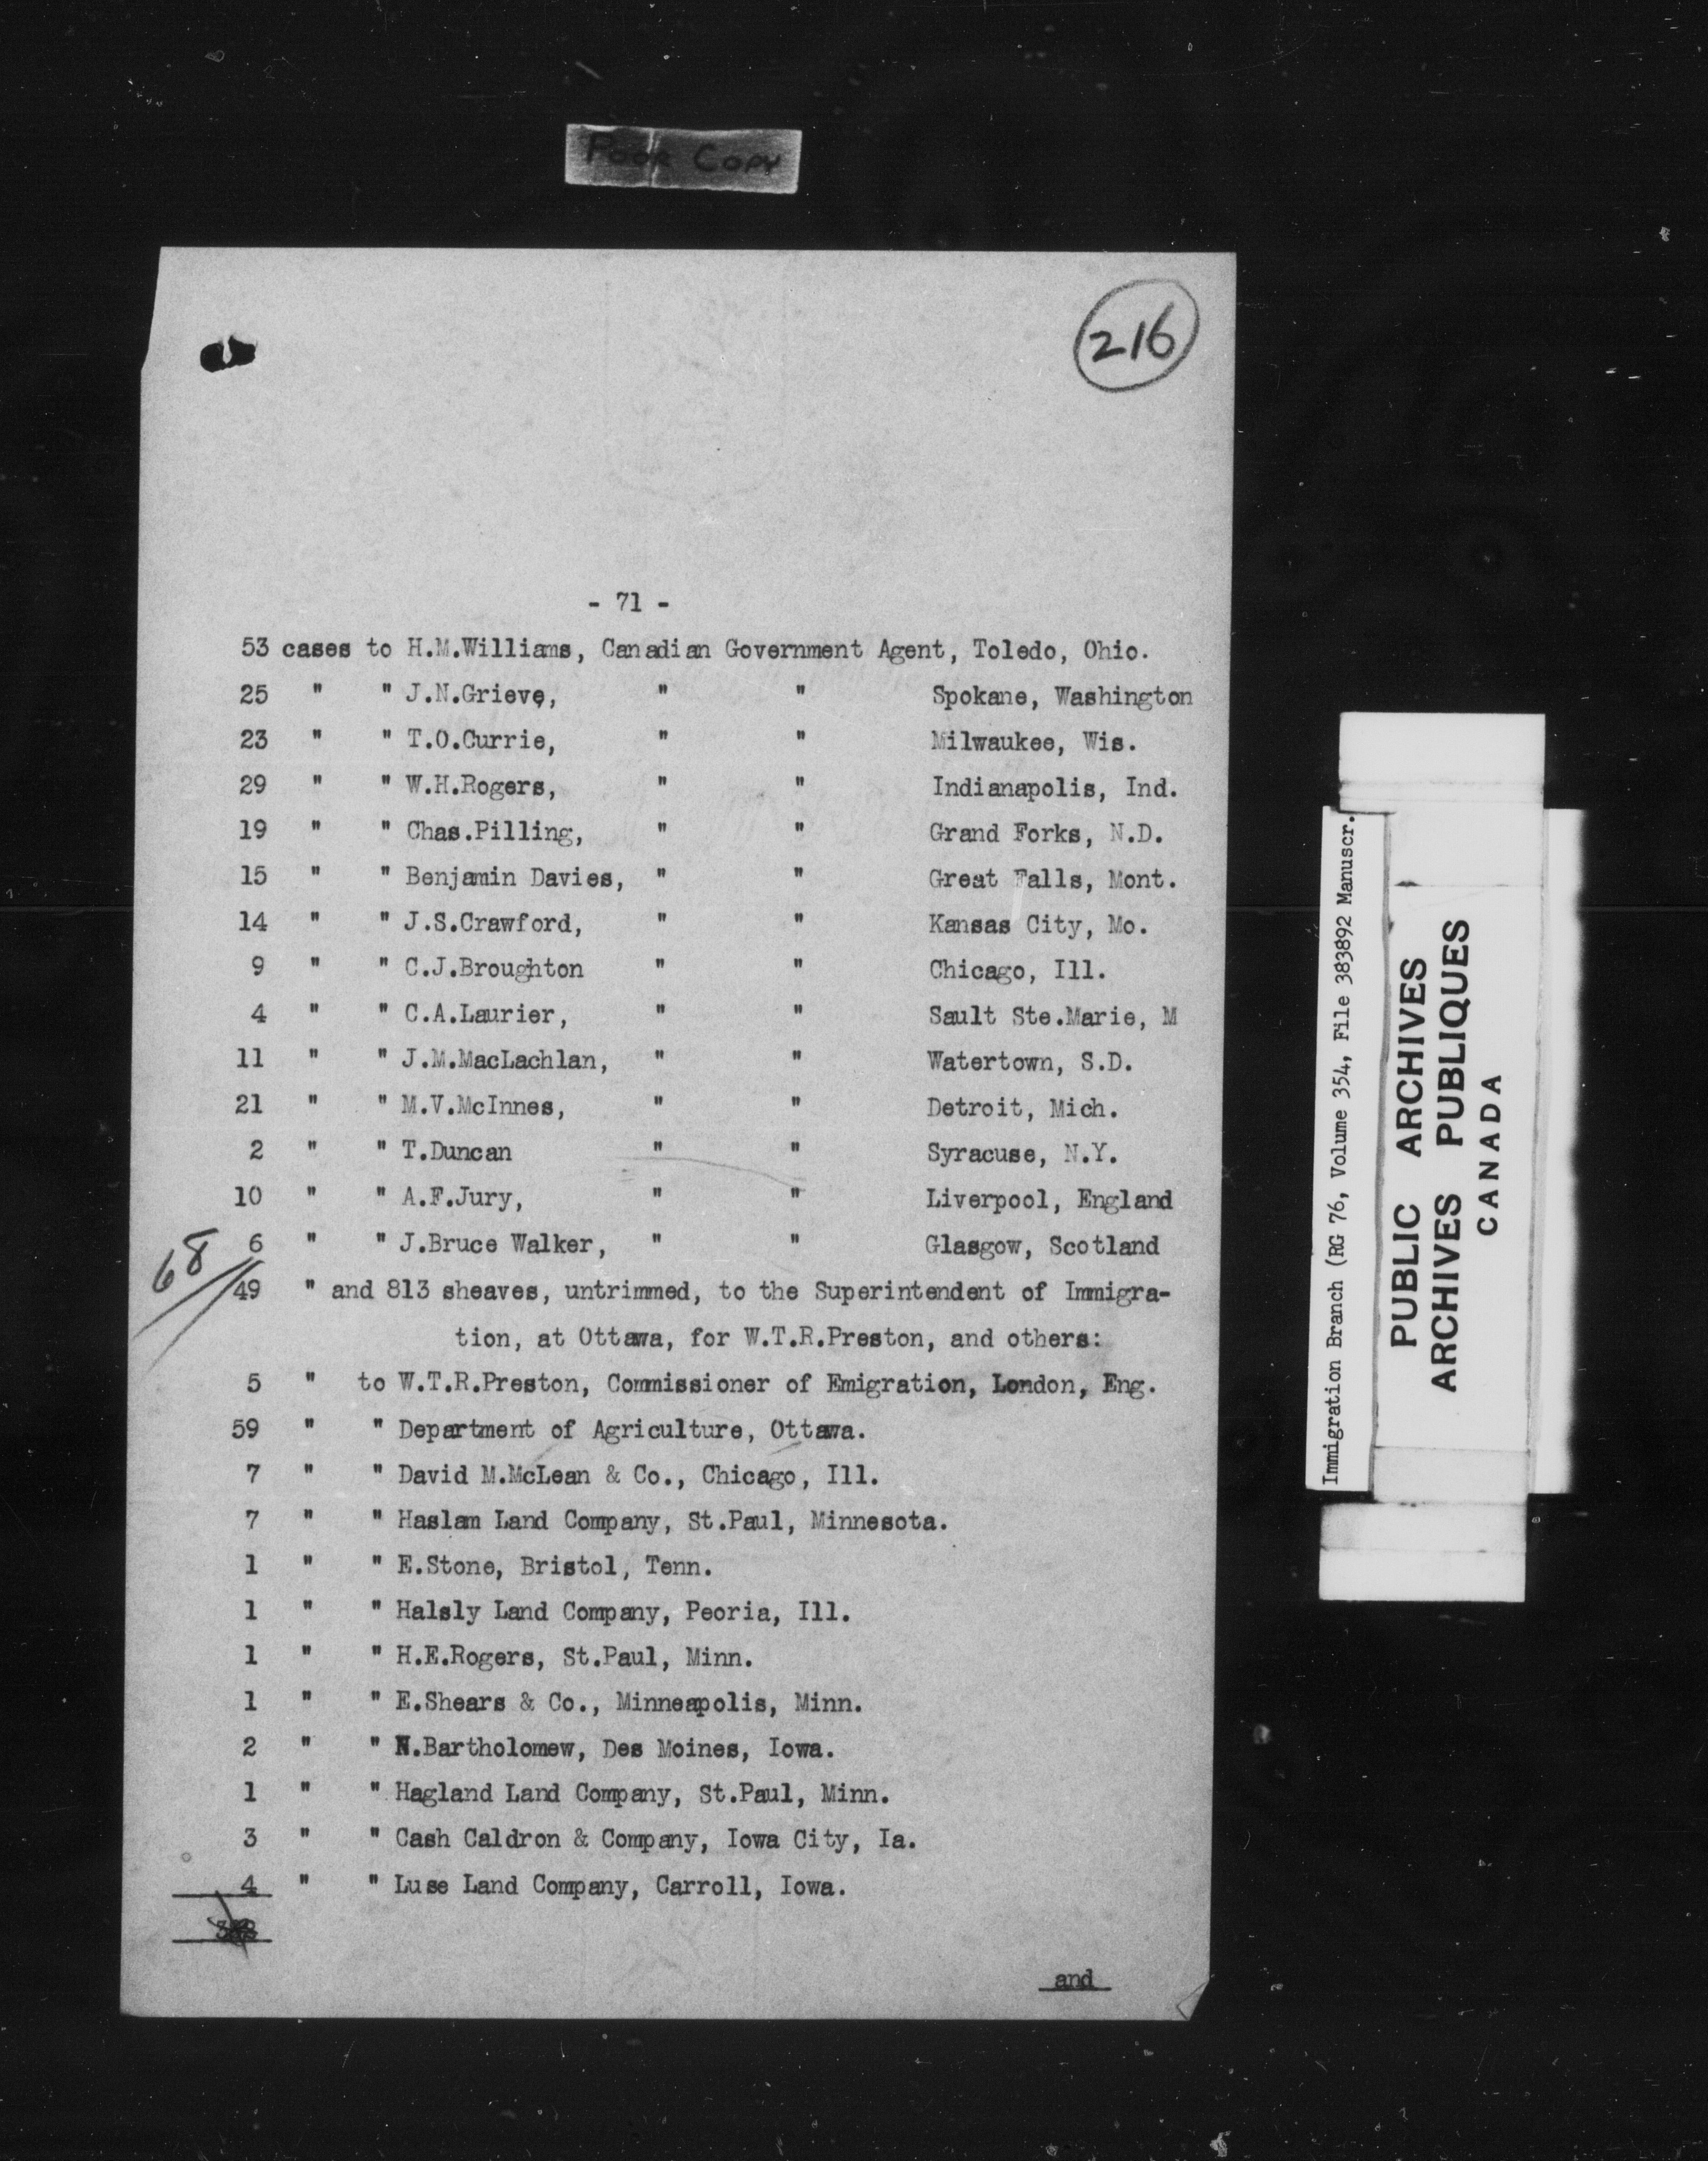 Poor Copy
216
- 71 -
53 cases to H.M.Williams, Canadian Government Agent, Toledo, Ohio.
25 " " J.N.Grieve, " " Spokane, Washington
23 " " T.O.Currie, " " Milwaukee, Wis.
29 " " W.H.Rogers, " " Indianapolis, Ind.
19 " " Chas.Pilling, " " Grand Forks, N.D.
15 " " Benjamin Davies, " " Great Falls, Mont.
14 " " J.S.Crawford, " " Kansas City, Mo.
9 " " C.J.Broughton " " Chicago, Ill.
4 " " C.A.Laurier, " " Sault Ste.Marie, M
11 " " J.M.MacLachlan, " " Watertown, S.D.
21 " " M.V.McInnes, " " Detroit, Mich.
2 " " T.Duncan " " Syracuse, N.Y.
10 " " A.F.Jury, " " Liverpool, England
6 " " J.Bruce Walker, " " Glasgow, Scotland
68
49 " and 813 sheaves, untrimmed, to the Superintendent of Immigra-
tion, at Ottawa, for W.T.R.Preston, and others:
5 " to W.T.R.Preston, Commissioner of Emigration, London, Eng.
59 " " Department of Agriculture, Ottawa.
7 " " David M.McLean & Co., Chicago, Ill.
7 " " Haslam Land Company, St.Paul, Minnesota.
1 " " E.Stone, Bristol, Tenn.
1 " " Halsly Land Company, Peoria, Ill.
1 " " H.E.Rogers, St.Paul, Minn.
1 " " E.Shears & Co., Minneapolis, Minn.
2 " " N.Bartholomew, Des Moines, Iowa.
1 " " Hagland Land Company, St.Paul, Minn.
3 " " Cash Caldron & Company, Iowa City, Ia.
4 " " Luse Land Company, Carroll, Iowa.
and
Immigration Branch (RG 76, Volume 354, File 383892 Manuscr.
PUBLIC ARCHIVES
ARCHIVES PUBLIQUES
CANADA